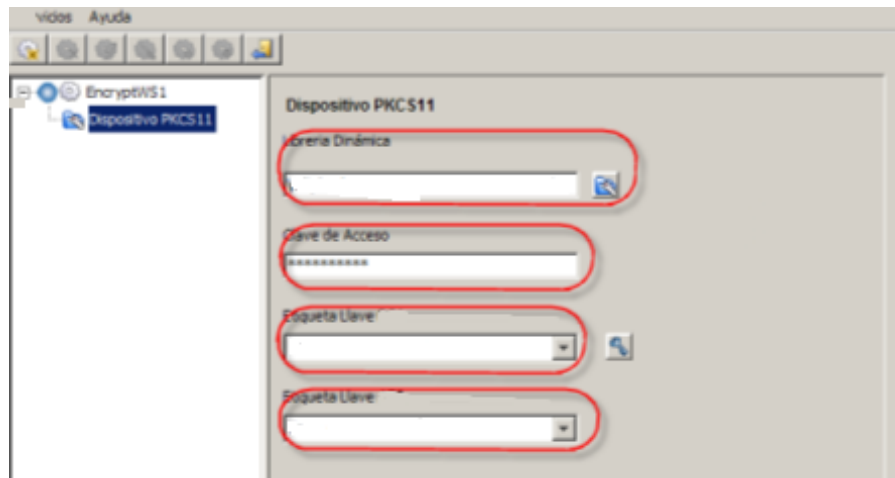 vicios Ayuda
EncryptWS1
Dispositivo PKCS11
Dispositivo PKCS11
Libreria Dinámica
Clave de Acceso
**********
Etiqueta Llave
Etiqueta Llave